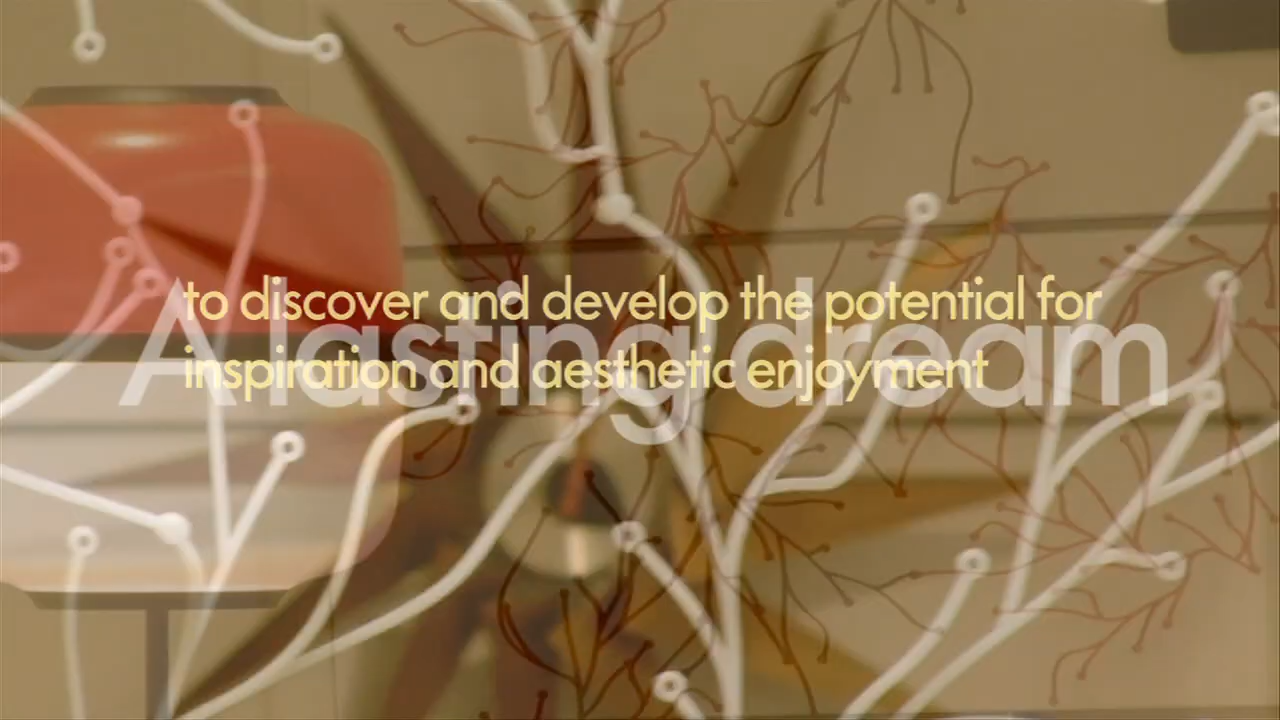 to discover and develop the potential for
A lasting dream
inspiration and aesthetic enjoyment